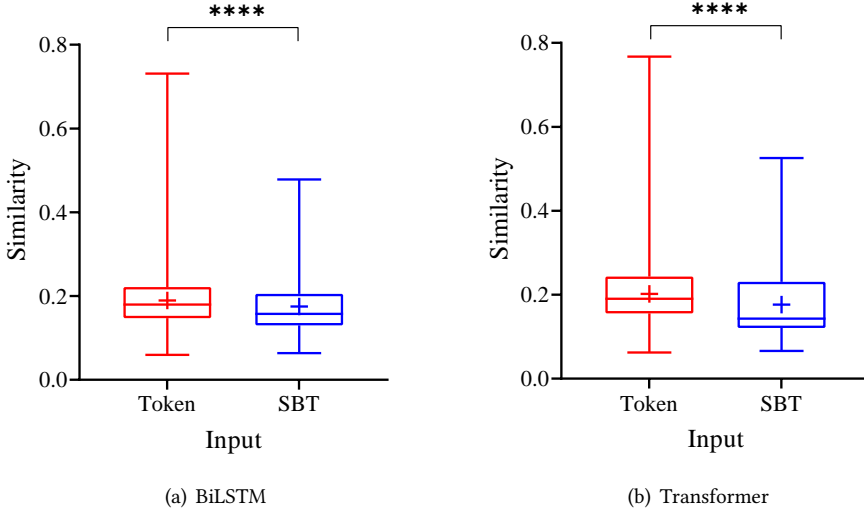 ****
0.8
0.6
0.4
0.2
0.0
Similarity
Token SBT
Input
(a) BiLSTM
****
0.8
0.6
0.4
0.2
0.0
Similarity
Token SBT
Input
(b) Transformer